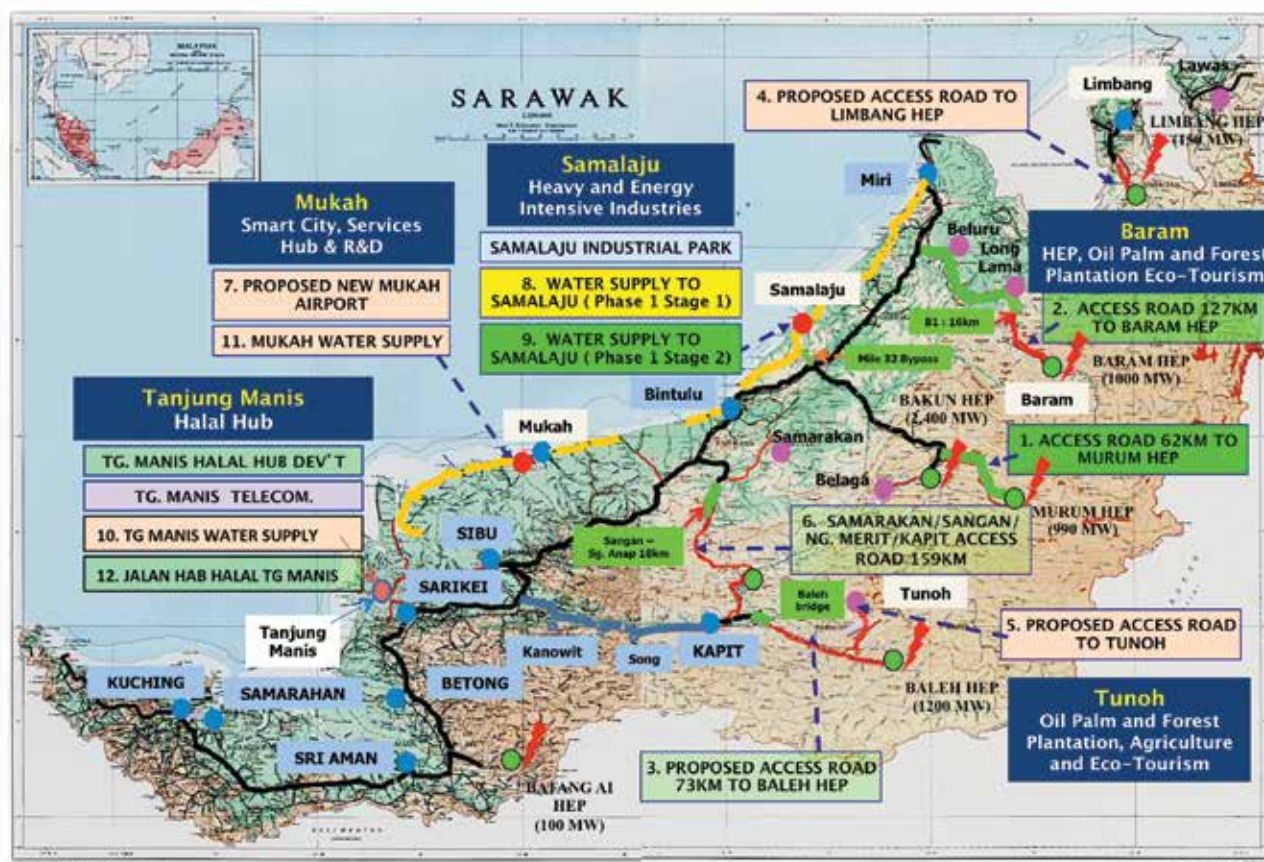 MALAYSIA
SARAWAK
4. PROPOSED ACCESS ROAD TO
LIMBANG HEP
Limbang
Lawas
LIMBANG HEP
(150 MW)
Mukah
Smart City, Services
Hub & R&D
7. PROPOSED NEW MUKAH
AIRPORT
11. MUKAH WATER SUPPLY
Samalaju
Heavy and Energy
Intensive Industries
SAMALAJU INDUSTRIAL PARK
8. WATER SUPPLY TO
SAMALAJU ( Phase 1 Stage 1)
9. WATER SUPPLY TO
SAMALAJU ( Phase 1 Stage 2)
Miri
Beluru
Long
Lama
Samalaju
B1 : 16km
Mile 32 Bypass
Baram
HEP, Oil Palm and Forest
Plantation Eco-Tourism
2. ACCESS ROAD 127KM
TO BARAM HEP
BARAM HEP
(1000 MW)
Baram
BAKUN HEP
(2,400 MW)
1. ACCESS ROAD 62KM TO
MURUM HEP
MURUM HEP
(990 MW)
Bintulu
Mukah
Samarakan
Belaga
Tanjung Manis
Halal Hub
TG. MANIS HALAL HUB DEV'T
TG. MANIS TELECOM.
10. TG MANIS WATER SUPPLY
12. JALAN HAB HALAL TG MANIS
SIBU
SARIKEI
Tanjung
Manis
Sangan –
Sg. Anap 16km
6. SAMARAKAN/SANGAN/
NG. MERIT/KAPIT ACCESS
ROAD 159KM
Baleh
bridge
Tunoh
5. PROPOSED ACCESS ROAD
TO TUNOH
Kanowit
Song
KAPIT
BALEH HEP
(1200 MW)
Tunoh
Oil Palm and Forest
Plantation, Agriculture
and Eco-Tourism
KUCHING
SAMARAHAN
BETONG
SRI AMAN
3. PROPOSED ACCESS ROAD
73KM TO BALEH HEP
BATANG AI
HEP
(100 MW)